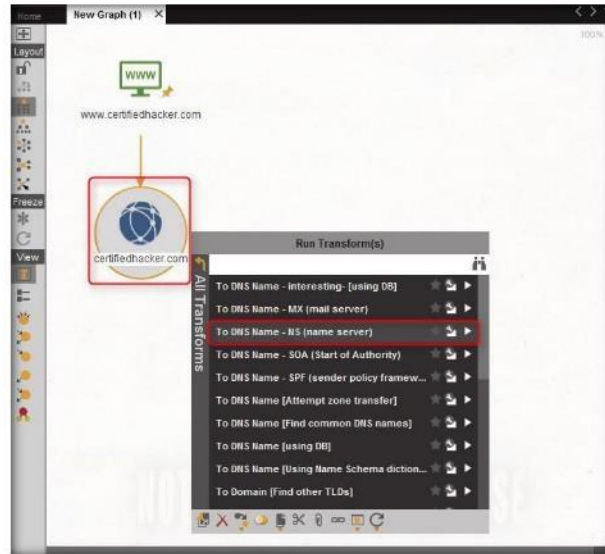 Home
New Graph (1) X
100%
Layout
WWW
www.certifiedhacker.com
Freeze
certifiedhacker.com
View
Run Transform(s)
All Transforms
To DNS Name - interesting- [using DB]
To DNS Name - MX (mail server)
To DNS Name - NS (name server)
To DNS Name - SOA (Start of Authority)
To DNS Name - SPF (sender policy framew...
To DNS Name [Attempt zone transfer]
To DNS Name [Find common DNS names]
To DNS Name [using DB]
To DNS Name [Using Name Schema diction...
To Domain [Find other TLDs]